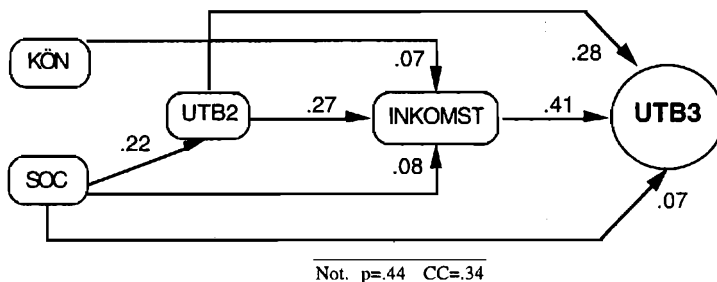 .28
KÖN
.07
UTB2
.27
INKOMST
.41
UTB3
.22
.08
SOC
.07
Not. p=.44 CC=.34